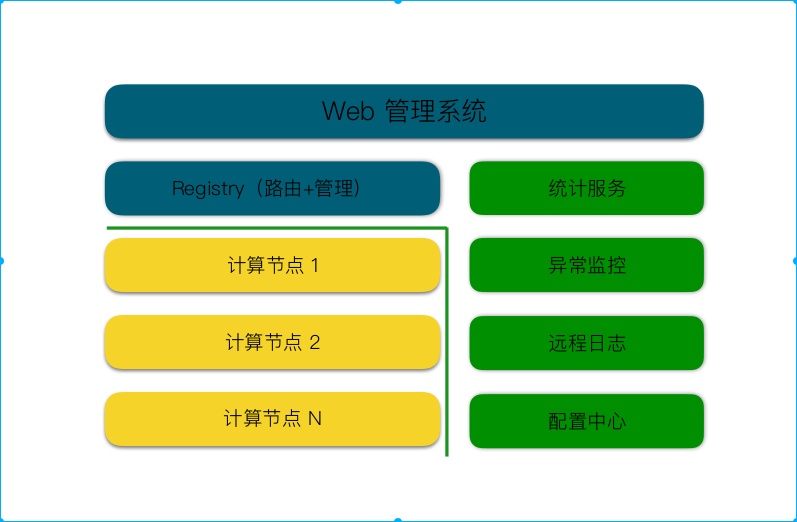 Web 管理系统
Registry（路由+管理）
统计服务
计算节点 1
异常监控
计算节点 2
远程日志
计算节点 N
配置中心